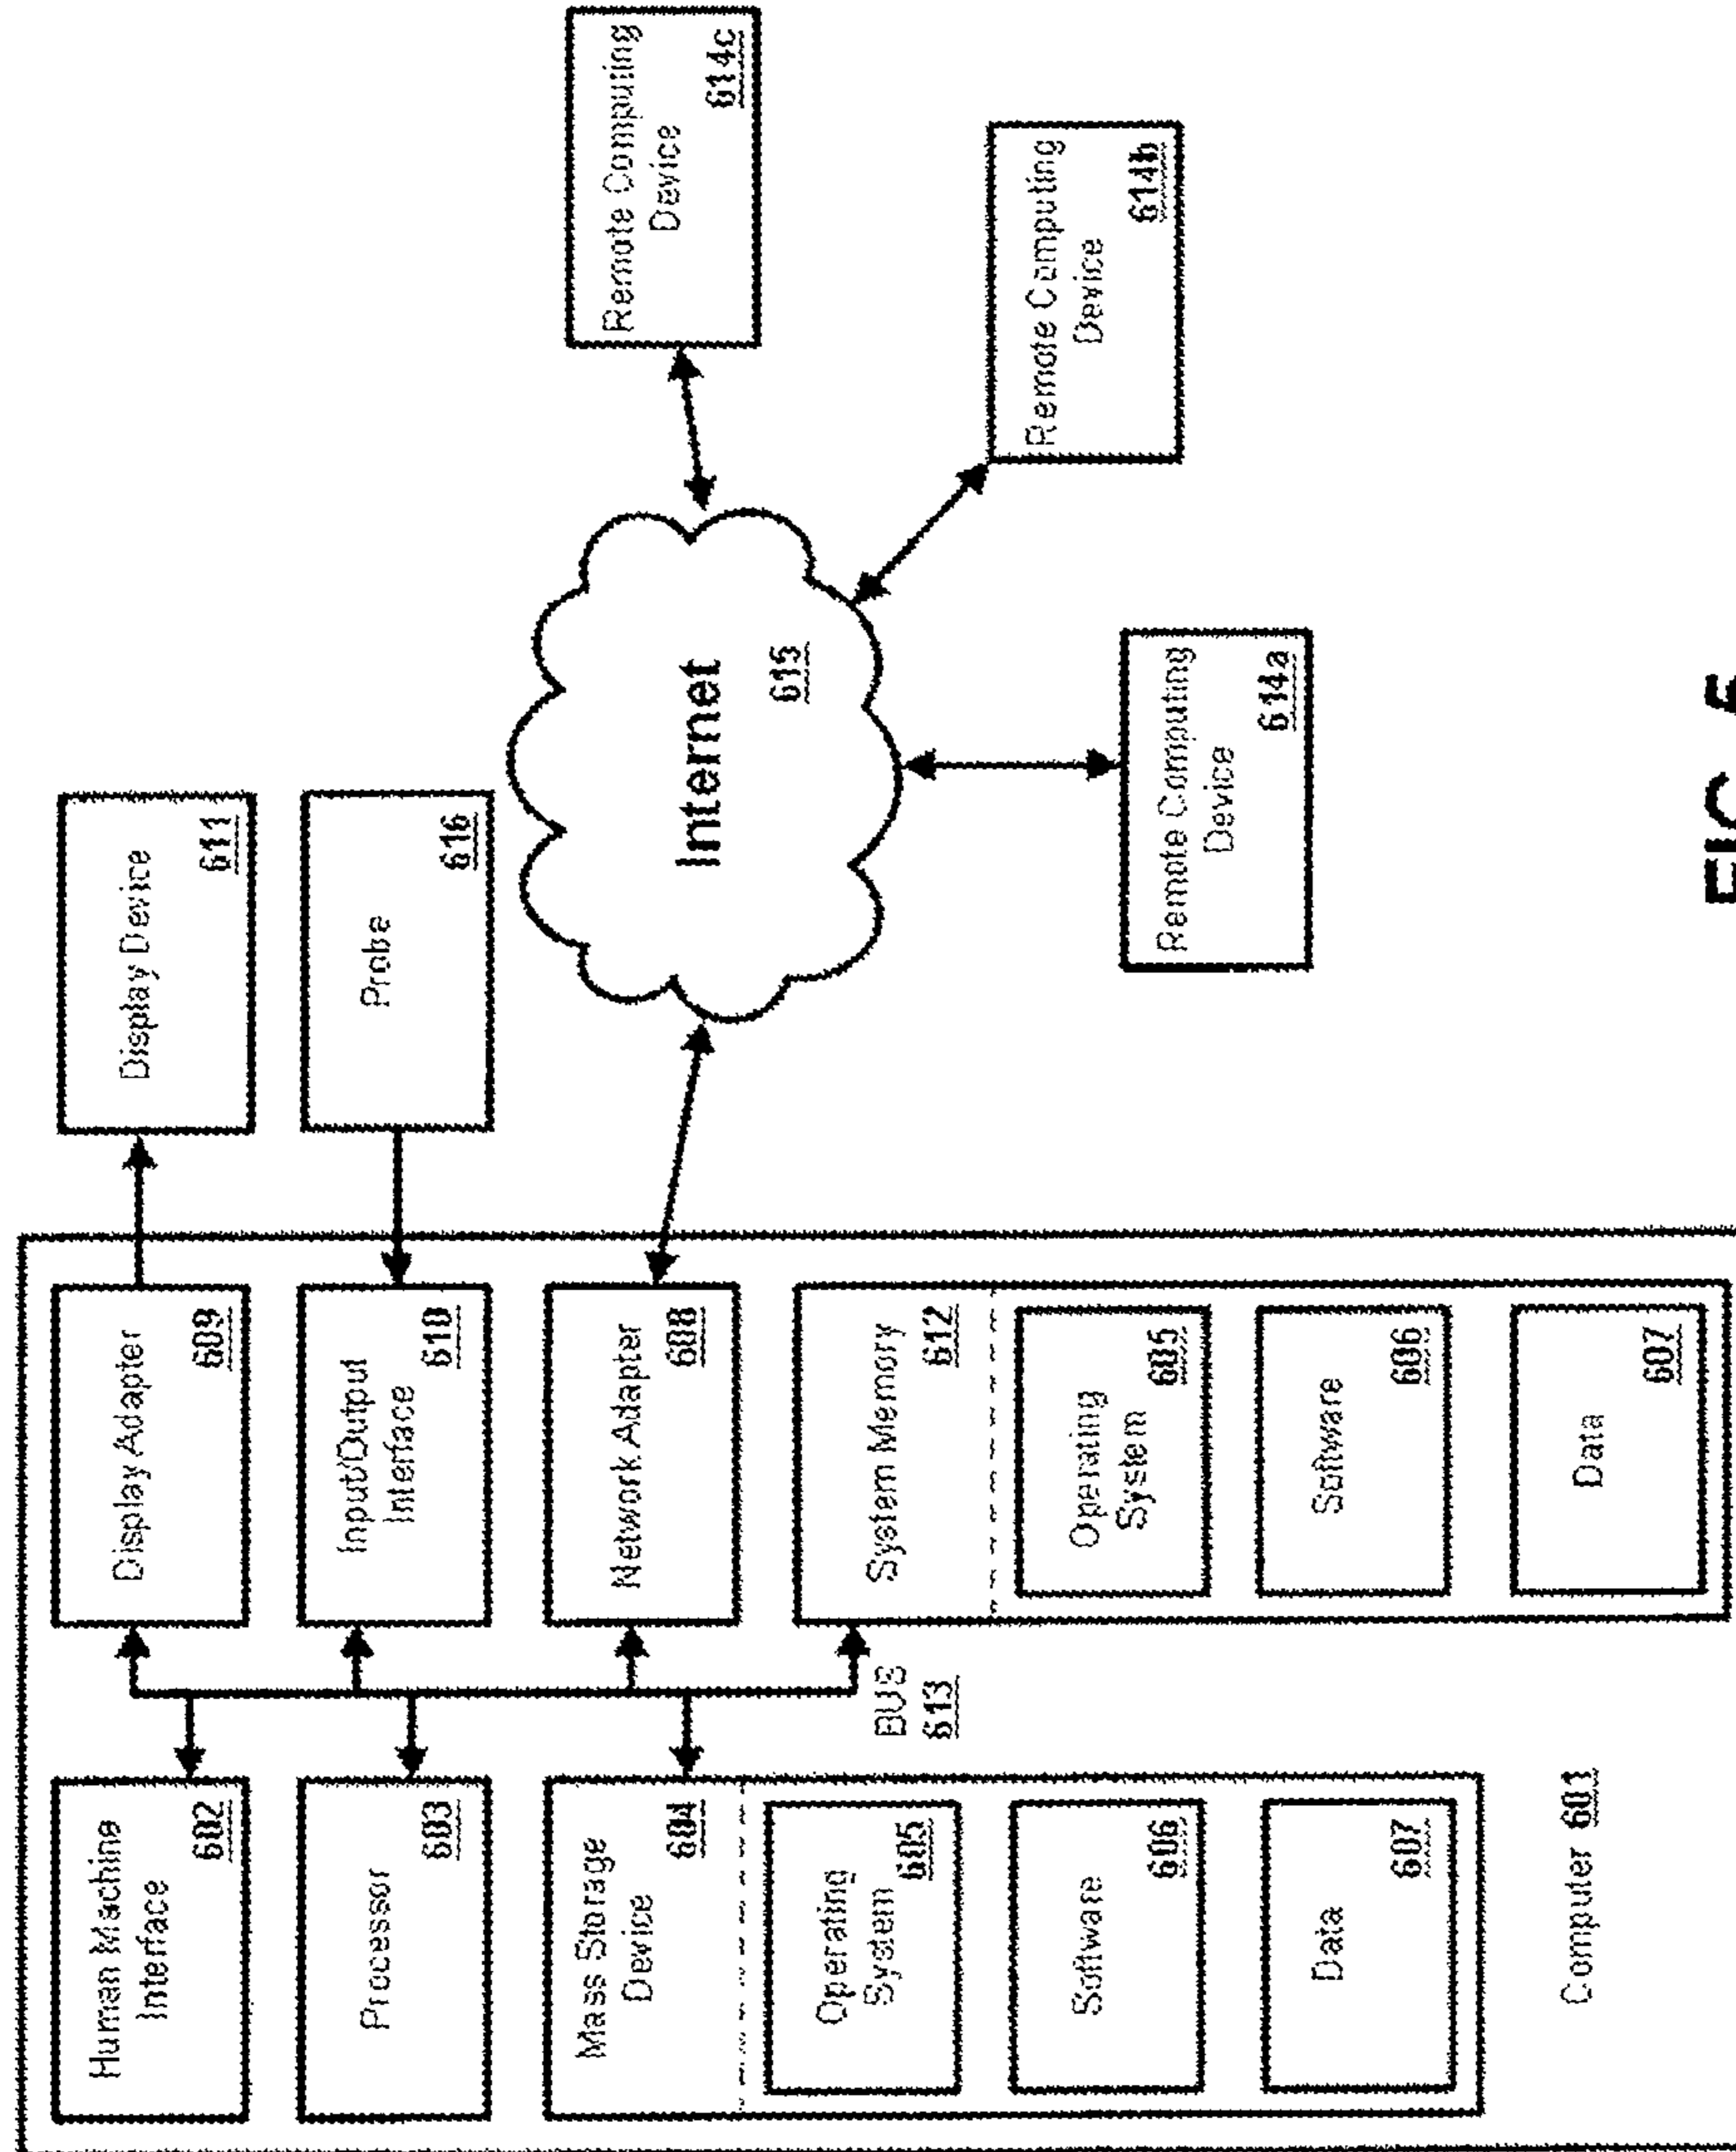 Human Machine
Interface
602
Display Adapter
609
Display Device
611
Processor
603
Input/Output
Interface
610
Probe
616
Mass Storage
Device
604
Network Adapter
608
Internet
615
Remote Computing
Device
614c
Operating
System
605
BUS
613
System Memory
612
Software
606
Operating
System
605
Remote Computing
Device
614b
Data
607
Software
606
Remote Computing
Device
614a
Computer 601
Data
607
FIG.